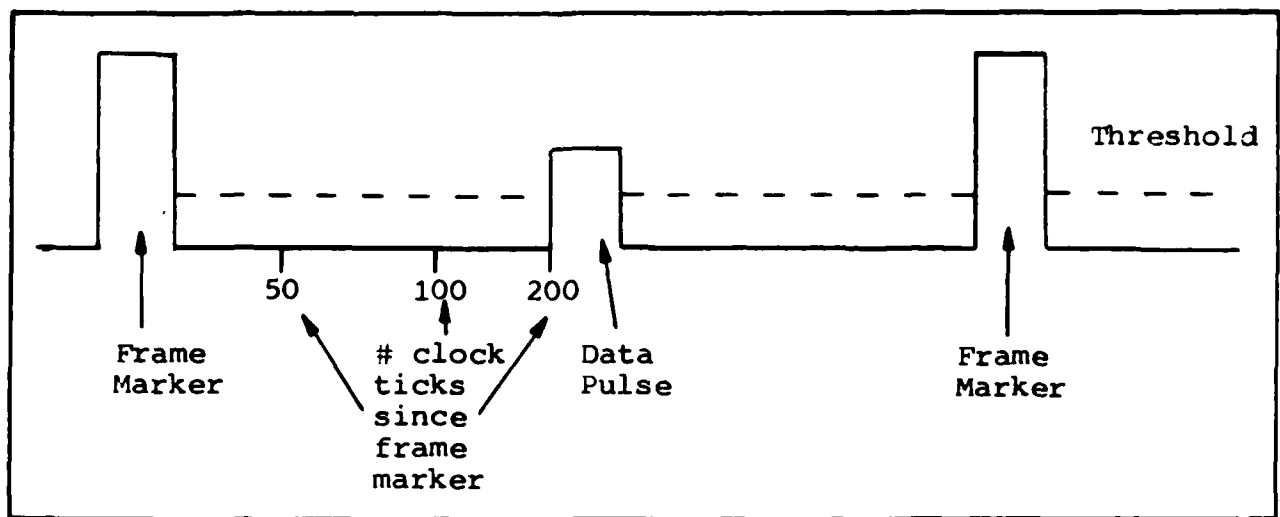 Threshold
50
100
200
Frame
Marker
# clock
ticks
since
frame
marker
Data
Pulse
Frame
Marker